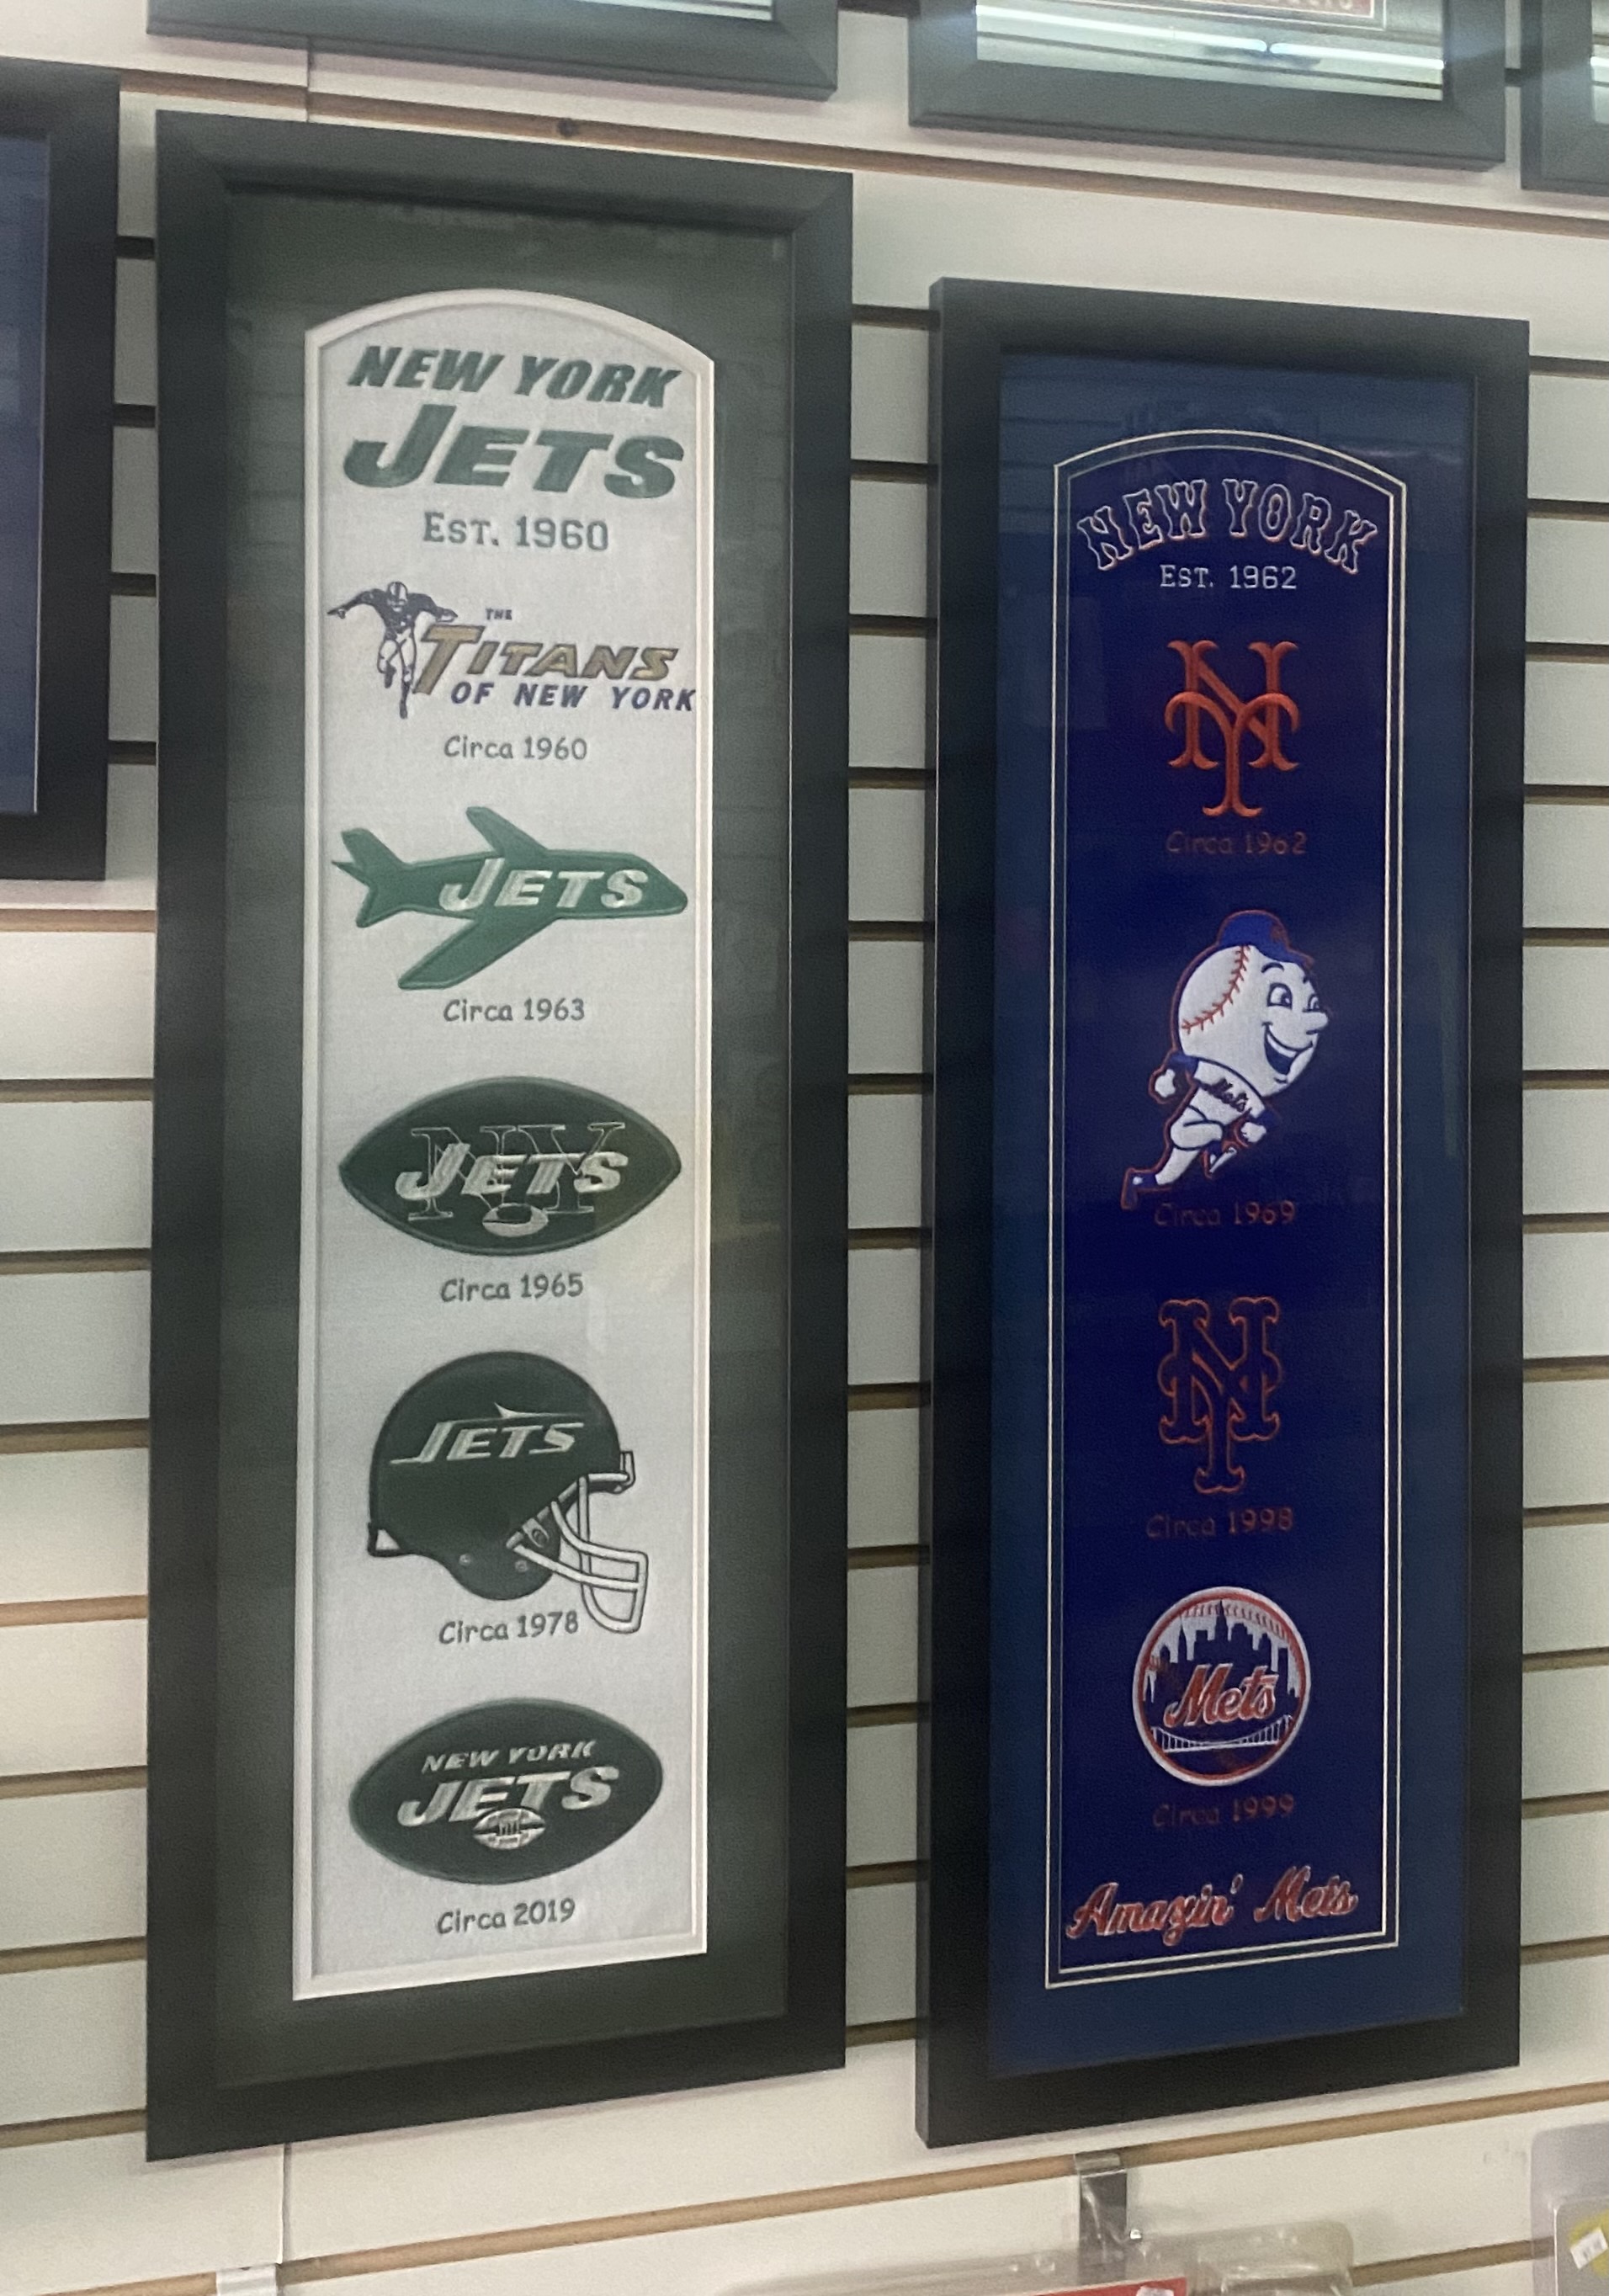 NEW YORK
JETS
EST. 1960
THE
TITANS
OF NEW YORK
Circa 1960
JETS
Circa 1963
NY
JETS
Circa 1965
JETS
Circa 1978
NEW YORK
JETS
Circa 2019
NEW YORK
EST. 1962
NY
Circa 1962
Mets
Circa 1969
NY
Circa 1998
Mets
Circa 1999
Amazin' Mets